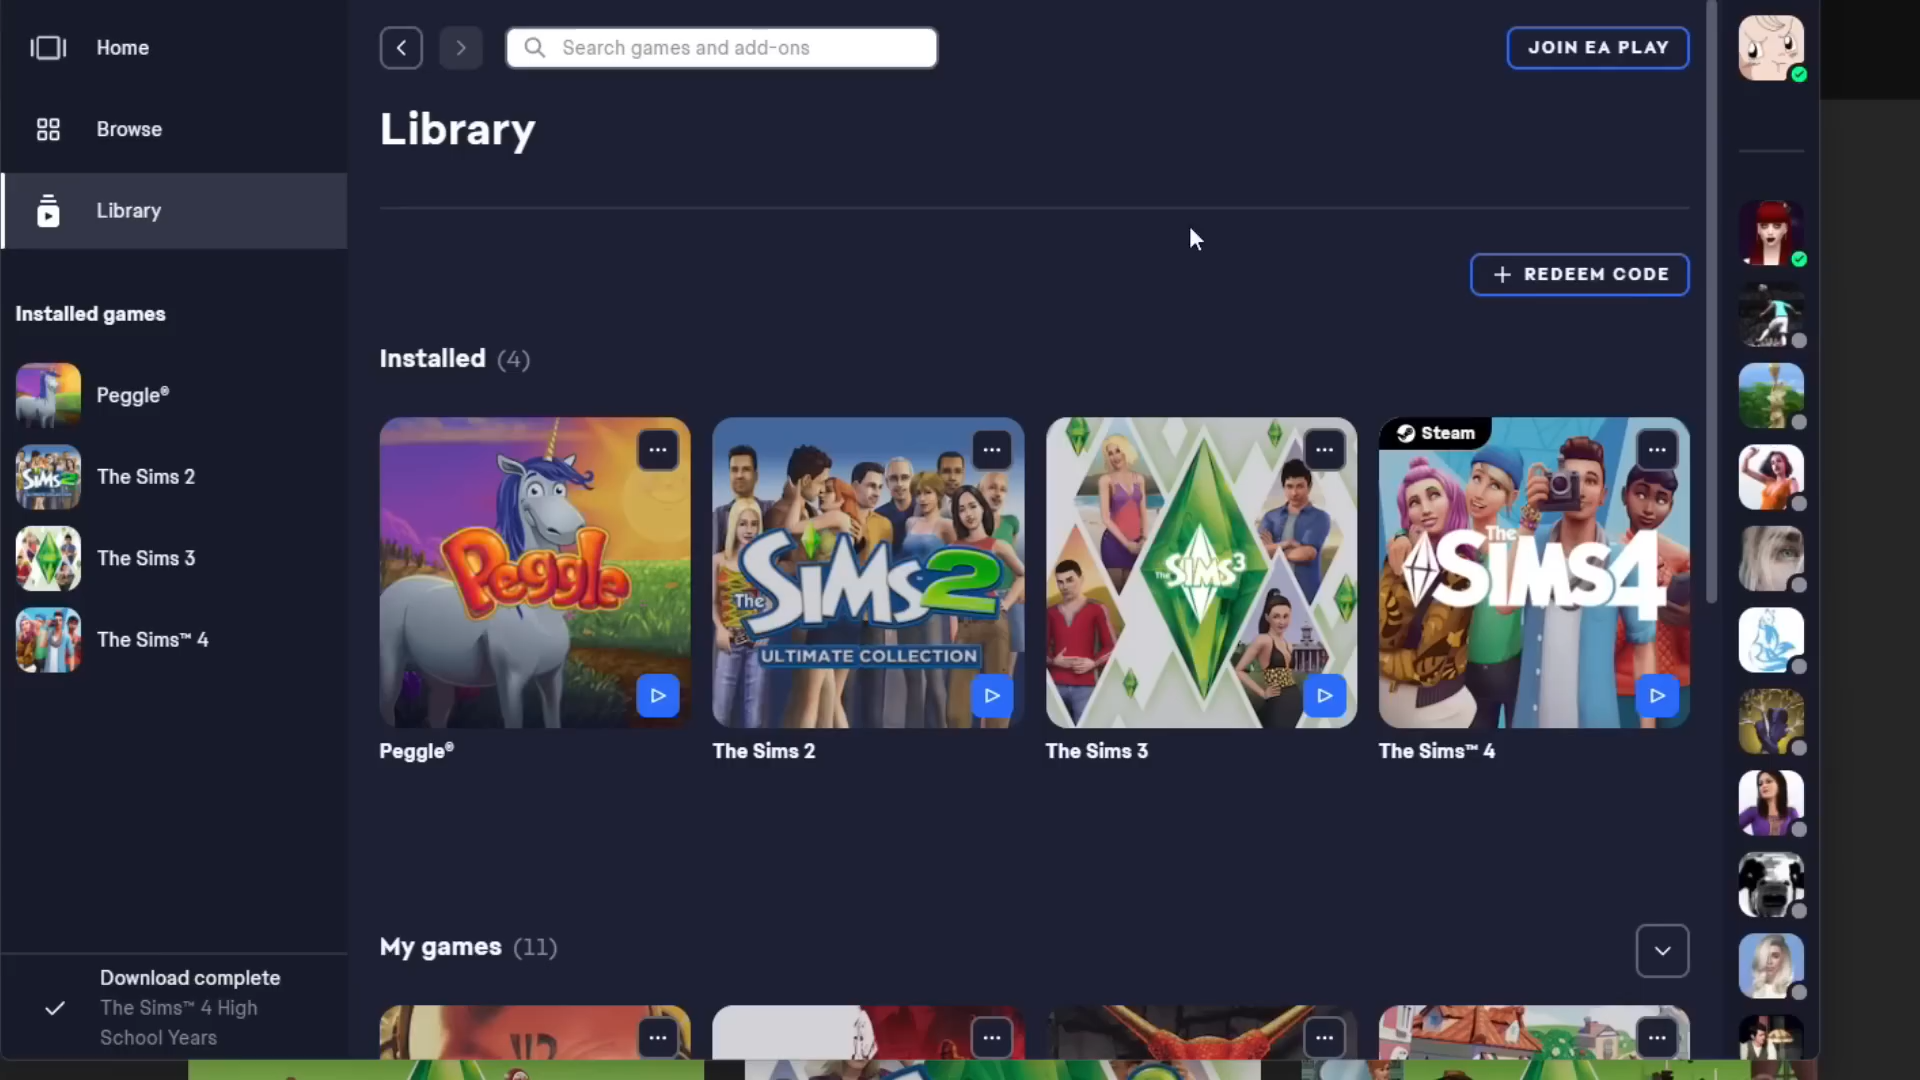 Home
Browse
Library
Installed games
Peggle®
The Sims 2
The Sims 3
The Sims™ 4
Download complete
The Sims™ 4 High
School Years
Search games and add-ons
JOIN EA PLAY
Library
REDEEM CODE
Installed (4)
Peggle
The
SIMS 2
ULTIMATE COLLECTION
The SIMS 3
Steam
The
SIMS 4
Peggle®
The Sims 2
The Sims 3
The Sims™ 4
My games (11)